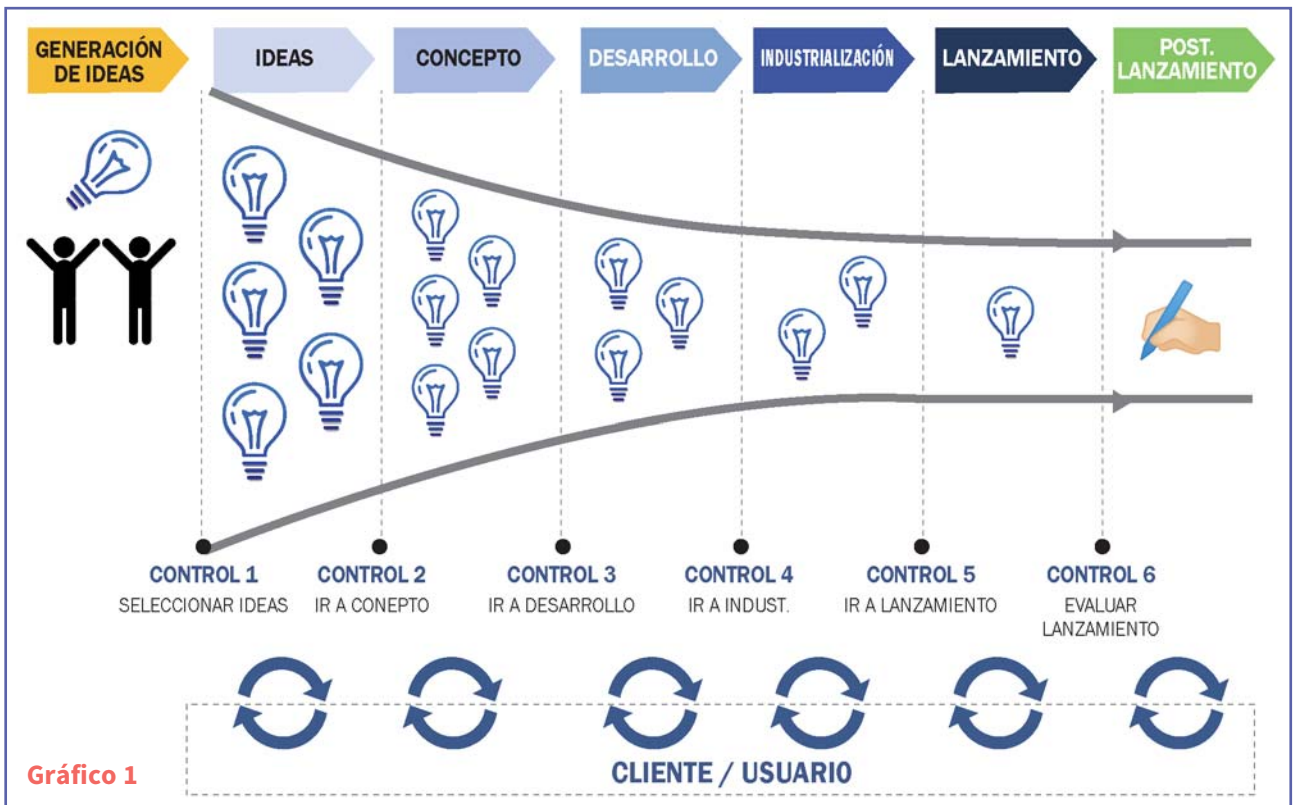 GENERACIÓN
DE IDEAS
IDEAS
CONCEPTO
DESARROLLO
INDUSTRIALIZACIÓN
LANZAMIENTO
POST.
LANZAMIENTO
CONTROL 1
SELECCIONAR IDEAS
CONTROL 2
IR A CONEPTO
CONTROL 3
IR A DESARROLLO
CONTROL 4
IR A INDUST.
CONTROL 5
IR A LANZAMIENTO
CONTROL 6
EVALUAR
LANZAMIENTO
CLIENTE / USUARIO
Gráfico 1